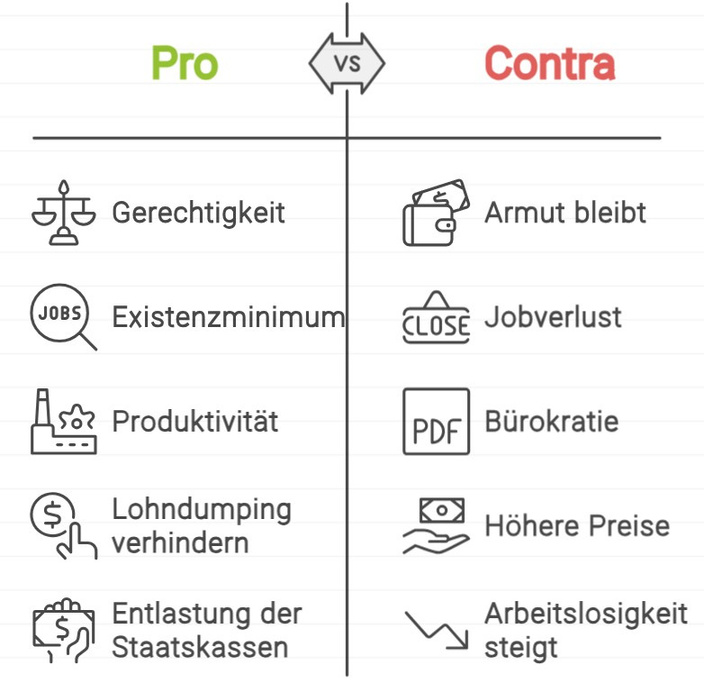 Pro
VS
Contra
Gerechtigkeit
Armut bleibt
JOBS
Existenzminimum
CLOSE
Jobverlust
Produktivität
PDF
Bürokratie
$
Lohndumping
verhindern
Höhere Preise
$
Entlastung der
Staatskassen
Arbeitslosigkeit
steigt